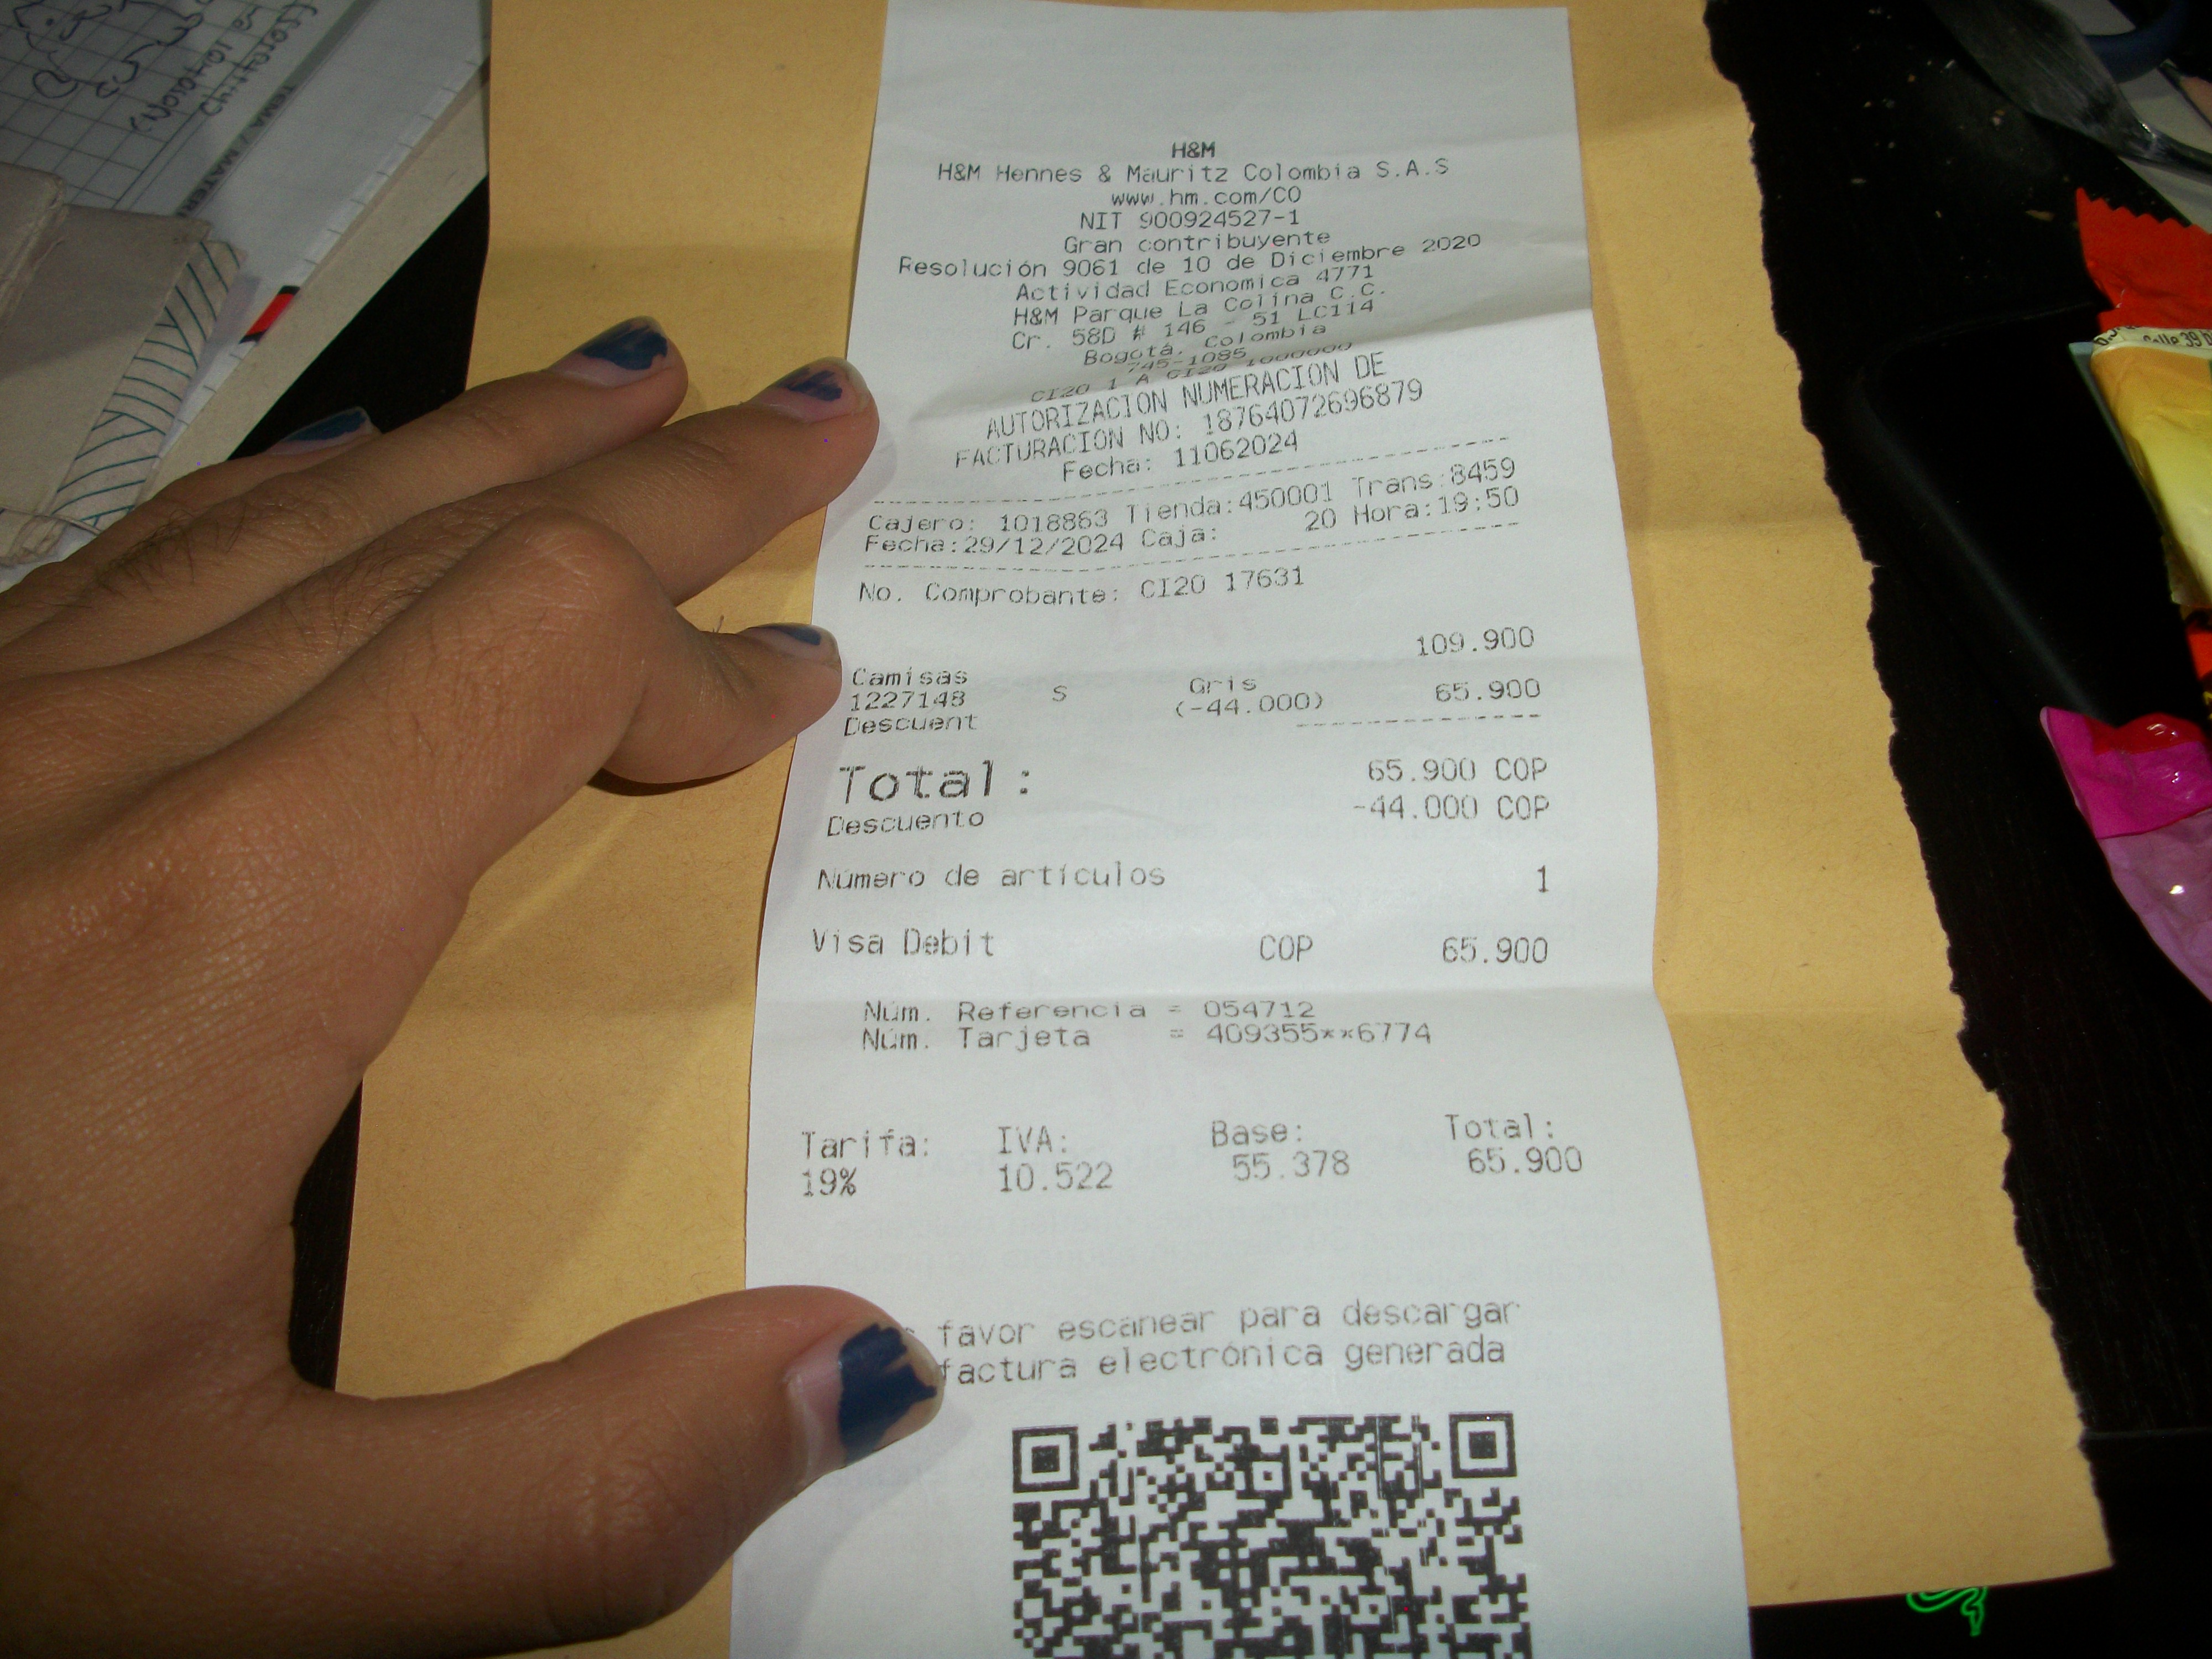 H&M
H&M Hennes & Mauritz Colombia S.A.S
www.hm.com/CO
NIT 900924527-1
Gran contribuyente
Resolución 9061 de 10 de Diciembre 2020
Actividad Economica 4771
H&M Parque La Colina C.C.
Cr. 58D # 146 - 51 LC114
Bogotá, Colombia
745-1085
CI20 1 A CI20 1000000
AUTORIZACION NUMERACION DE
FACTURACION NO: 18764072696879
Fecha: 11062024
Cajero: 1018863 Tienda:450001 Trans:8459
Fecha:29/12/2024 Caja: 20 Hora:19:50
No. Comprobante: CI20 17631
109.900
Camisas
1227148 S Gris
Descuent (-44.000) 65.900
Total: 65.900 COP
Descuento -44.000 COP
Número de artículos 1
Visa Debit COP 65.900
Núm. Referencia = 054712
Núm. Tarjeta = 409355**6774
Tarifa: IVA: Base: Total:
19% 10.522 55.378 65.900
favor escanear para descargar
factura electrónica generada
TEMA / MATER